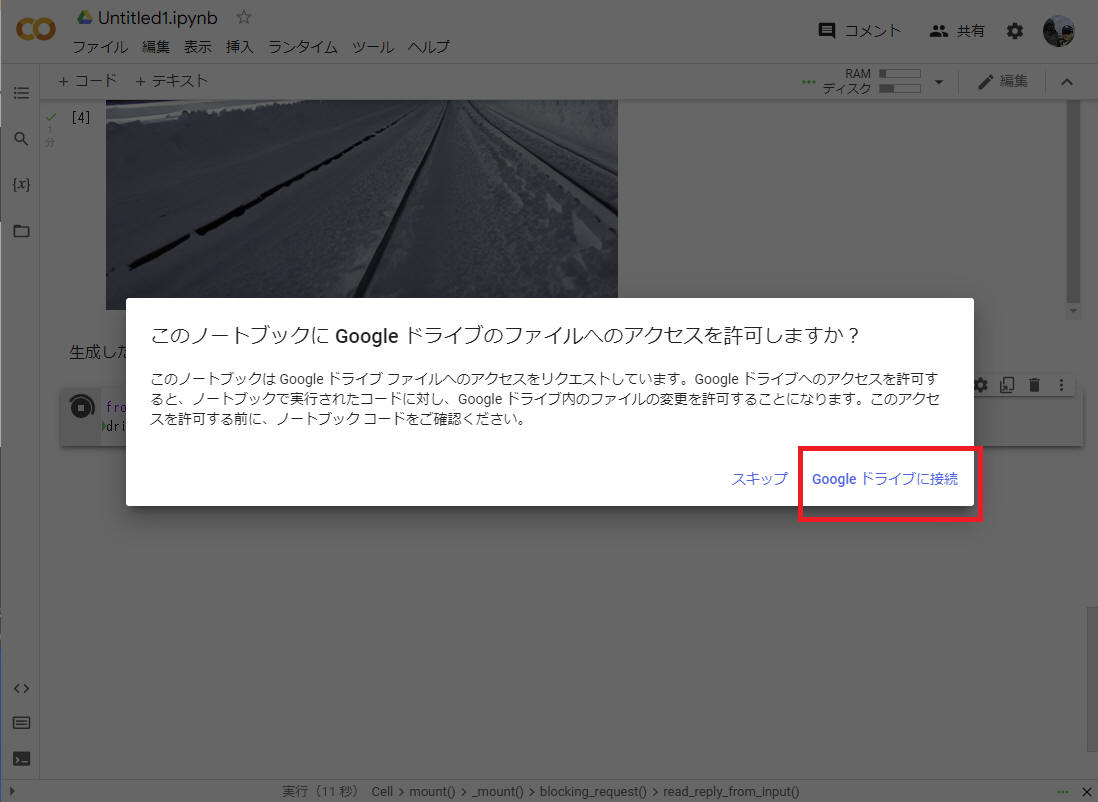 Untitled1.ipynb
コメント
共有
ファイル 編集 表示 挿入 ランタイム ツール ヘルプ
+ コード + テキスト
RAM
ディスク
編集
[4]
1
分
{x}
このノートブックに Google ドライブのファイルへのアクセスを許可しますか？
このノートブックは Google ドライブ ファイルへのアクセスをリクエストしています。Google ドライブへのアクセスを許可す
ると、ノートブックで実行されたコードに対し、Google ドライブ内のファイルの変更を許可することになります。このアクセ
スを許可する前に、ノートブック コードをご確認ください。
スキップ
Google ドライブに接続
生成した
fro
dri
実行（11 秒） Cell > mount() > _mount() > blocking_request() > read_reply_from_input()